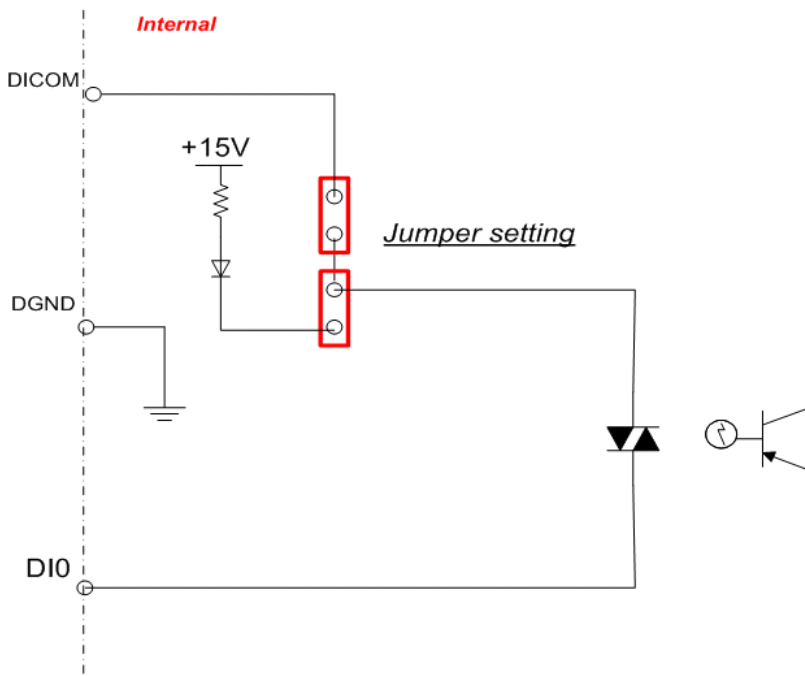 Internal
DICOM
+15V
Jumper setting
DGND
DI0